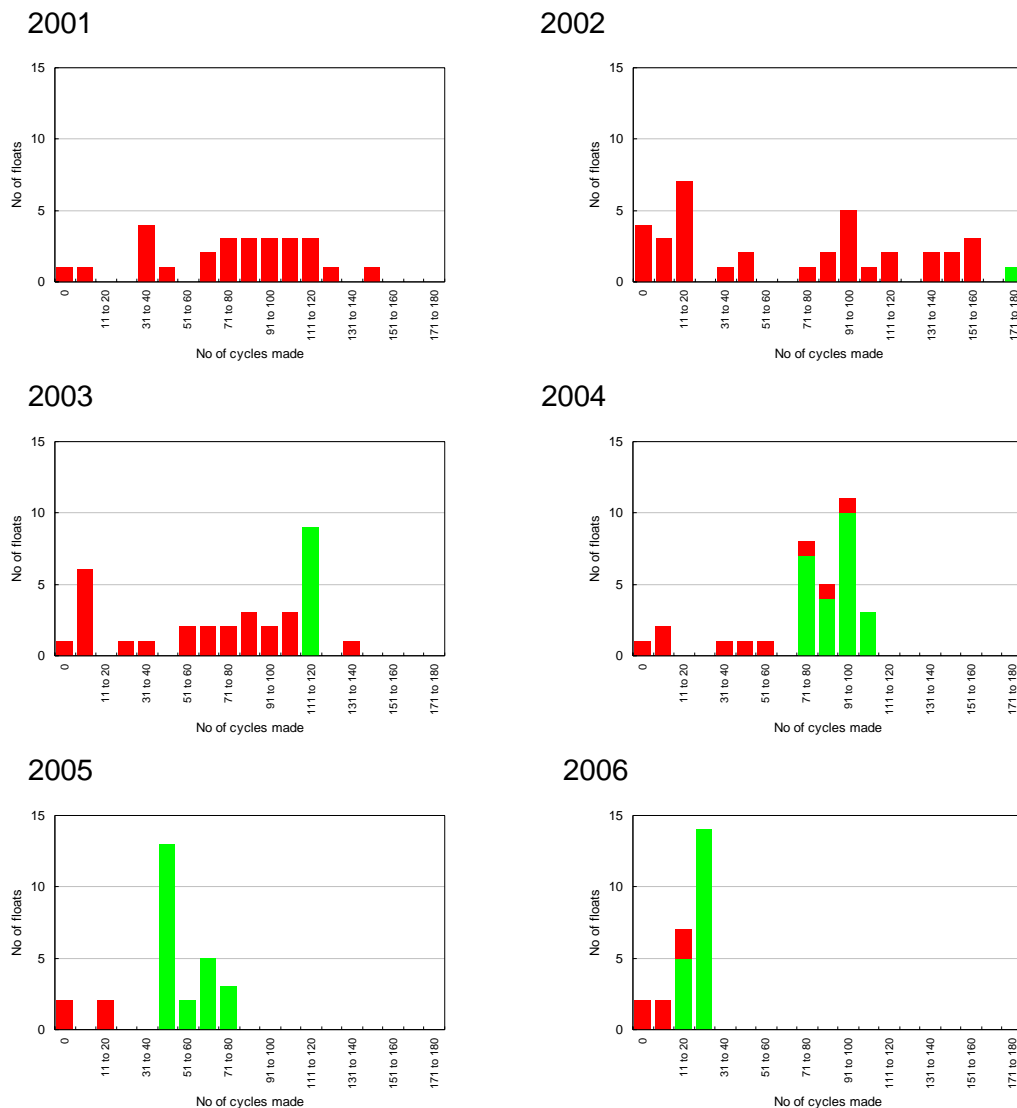 2001
15
10
5
0
No of floats
0
11 to 20
31 to 40
51 to 60
71 to 80
91 to 100
111 to 120
131 to 140
151 to 160
171 to 180
No of cycles made
2002
15
10
5
0
No of floats
0
11 to 20
31 to 40
51 to 60
71 to 80
91 to 100
111 to 120
131 to 140
151 to 160
171 to 180
No of cycles made
2003
15
10
5
0
No of floats
0
11 to 20
31 to 40
51 to 60
71 to 80
91 to 100
111 to 120
131 to 140
151 to 160
171 to 180
No of cycles made
2004
15
10
5
0
No of floats
0
11 to 20
31 to 40
51 to 60
71 to 80
91 to 100
111 to 120
131 to 140
151 to 160
171 to 180
No of cycles made
2005
15
10
5
0
No of floats
0
11 to 20
31 to 40
51 to 60
71 to 80
91 to 100
111 to 120
131 to 140
151 to 160
171 to 180
No of cycles made
2006
15
10
5
0
No of floats
0
11 to 20
31 to 40
51 to 60
71 to 80
91 to 100
111 to 120
131 to 140
151 to 160
171 to 180
No of cycles made